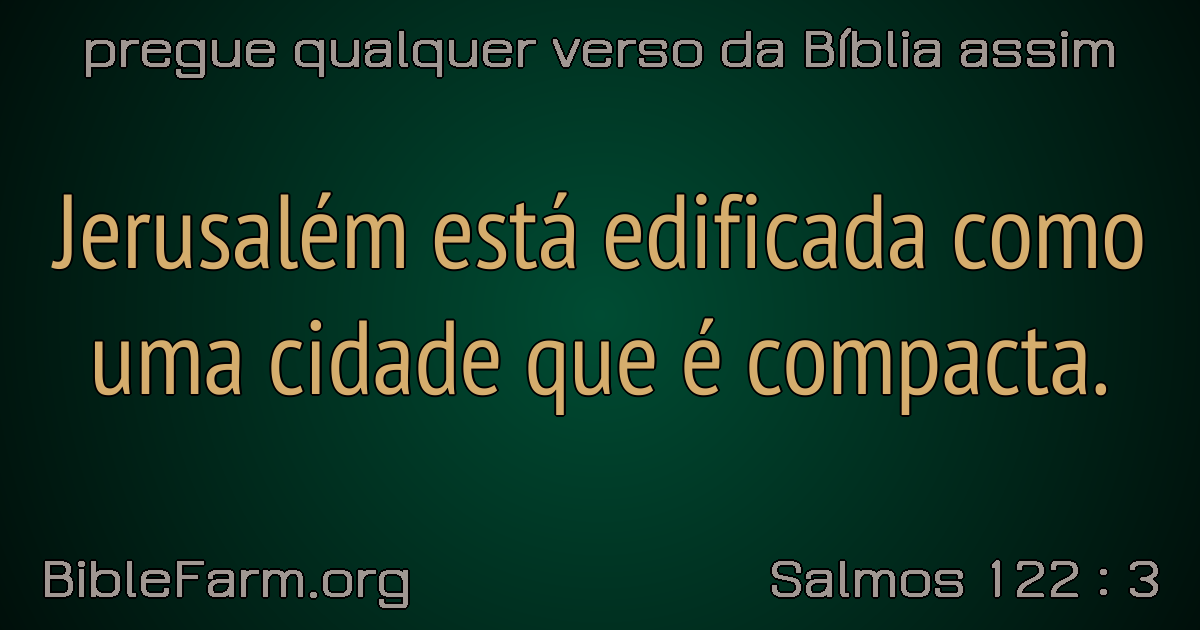 pregue qualquer verso da Bíblia assim
Jerusalém está edificada como
uma cidade que é compacta.
BibleFarm.org
Salmos 122 : 3